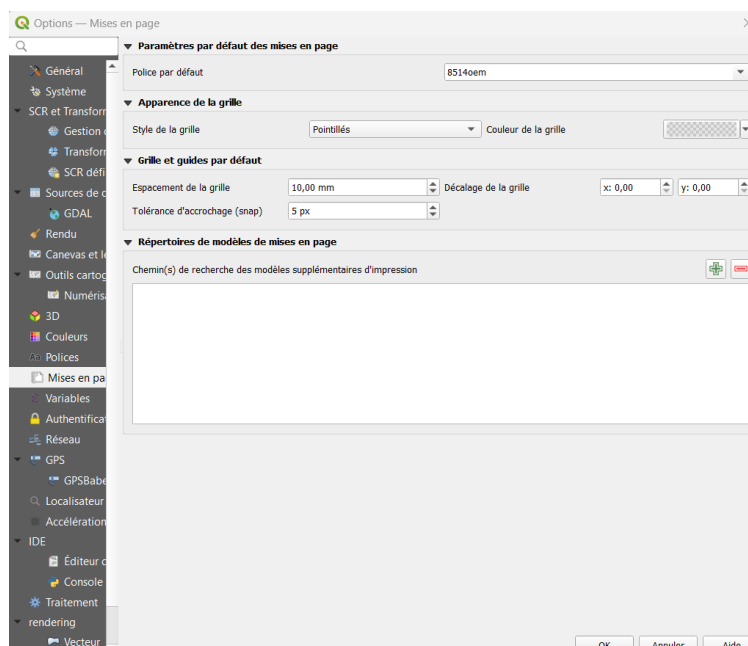 Options — Mises en page
Général
Système
SCR et Transforr
Gestion
Transforr
SCR défi
Sources de c
GDAL
Rendu
Canevas et le
Outils cartog
Numéris
3D
Couleurs
Polices
Mises en pa
Variables
Authentifica
Réseau
GPS
GPSBabe
Localisateur
Accélération
IDE
Éditeur c
Console
Traitement
rendering
Vecteur
Paramètres par défaut des mises en page
Police par défaut 8514oem
Apparence de la grille
Style de la grille Pointillés Couleur de la grille
Grille et guides par défaut
Espacement de la grille 10,00 mm Décalage de la grille x: 0,00 y: 0,00
Tolérance d'accrochage (snap) 5 px
Répertoires de modèles de mises en page
Chemin(s) de recherche des modèles supplémentaires d'impression
OK Annuler Aide